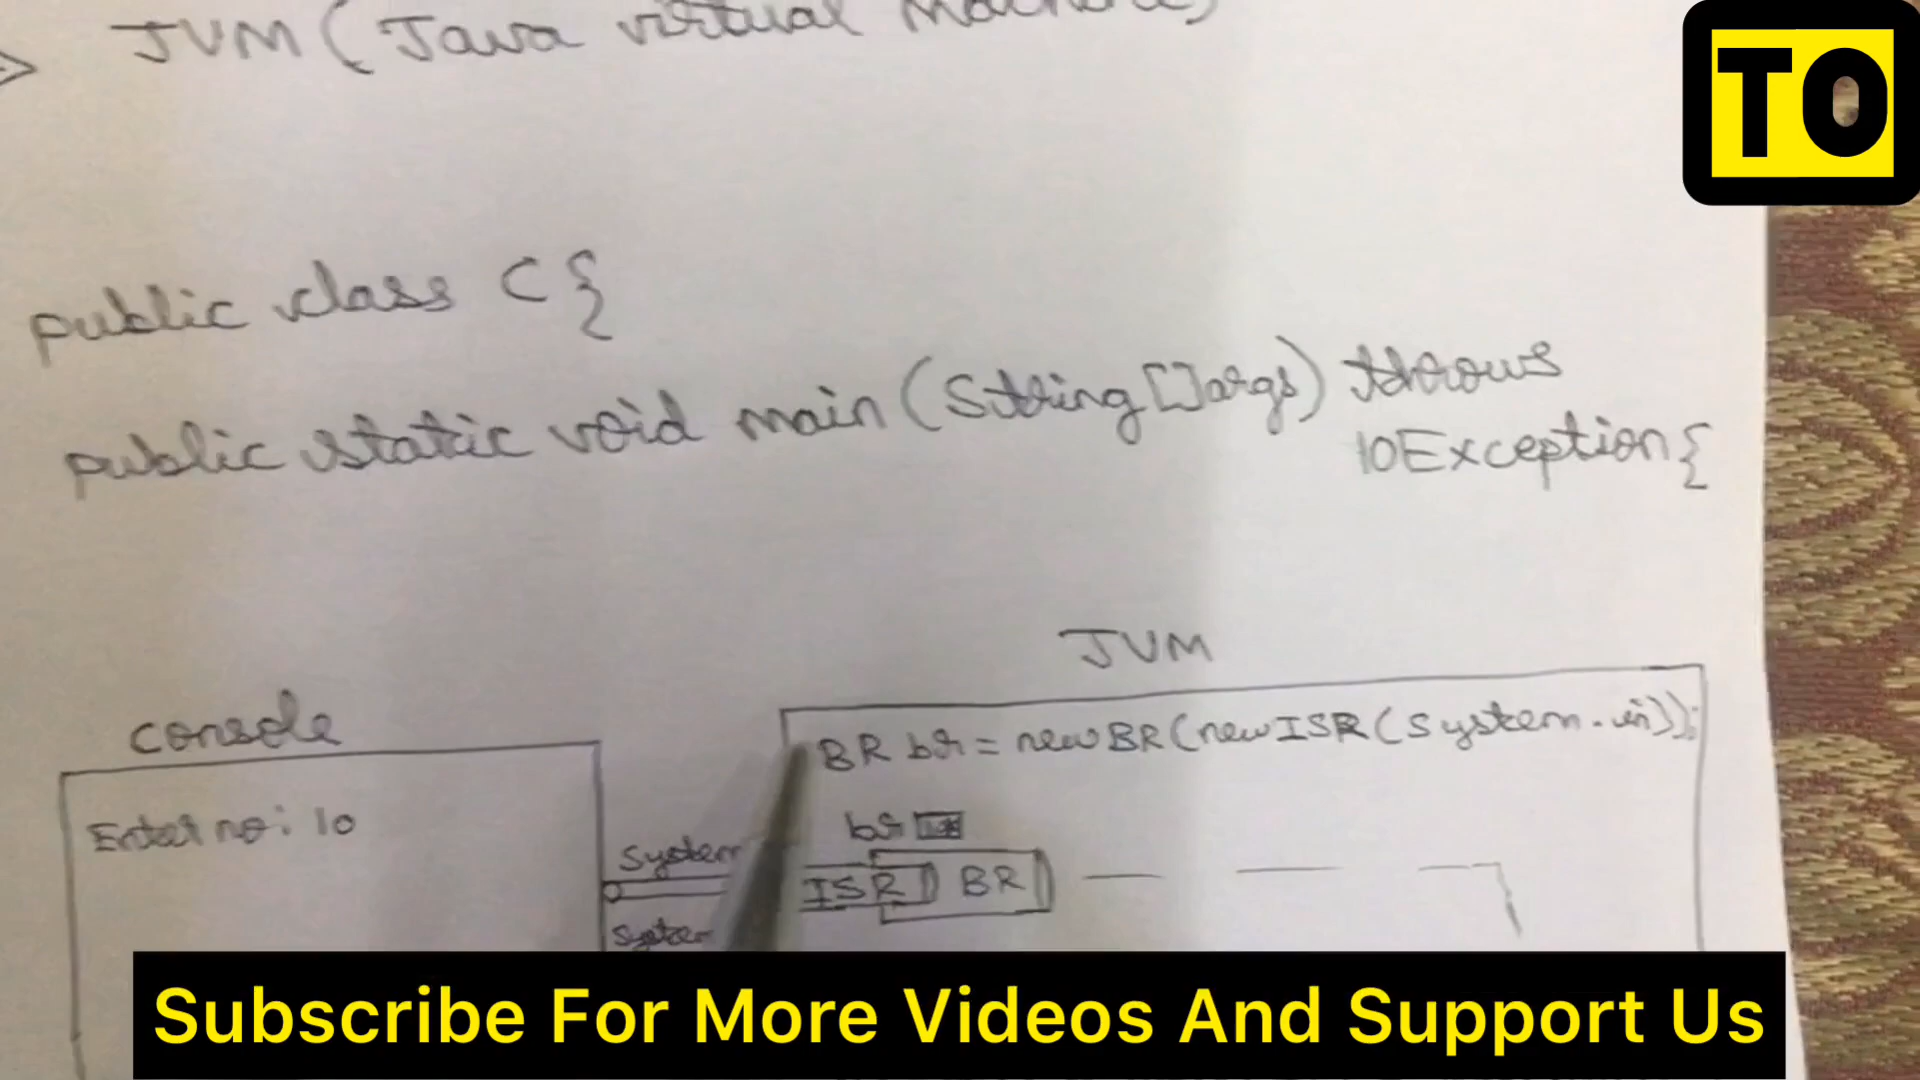 JVM (Java virtual Machine)
TO
public class C {
public static void main (String []args) throws
IOException {
JVM
console
BR br = new BR (new ISR (System.in));
Enter no: 10
br
System
ISR BR
System
Subscribe For More Videos And Support Us